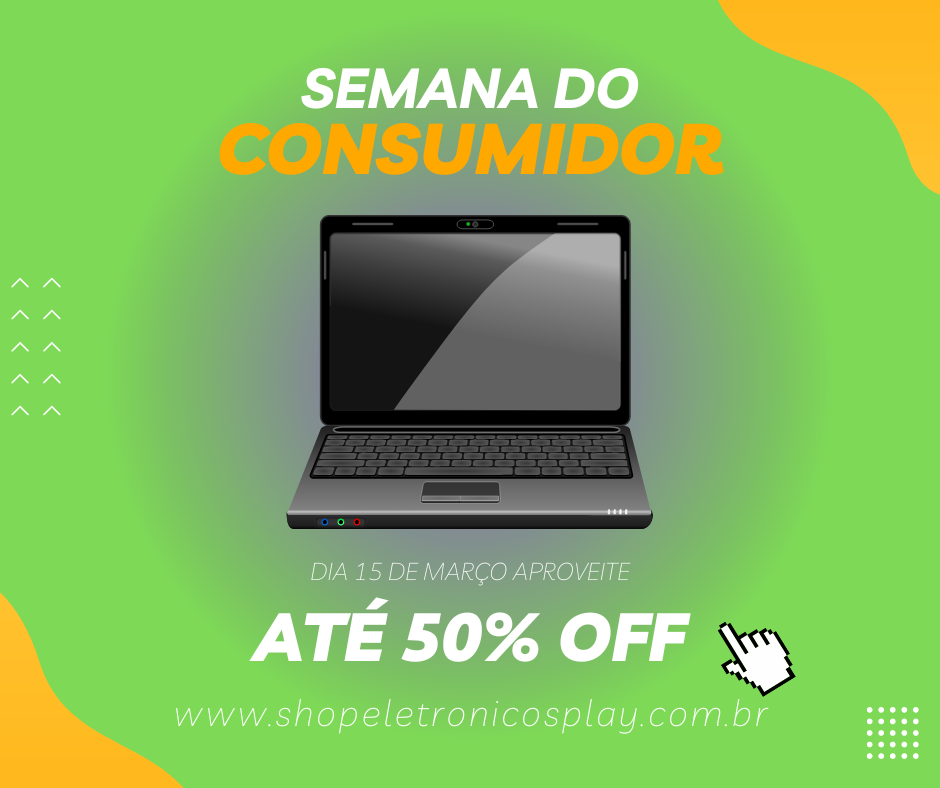 SEMANA DO
CONSUMIDOR
DIA 15 DE MARÇO APROVEITE
ATÉ 50% OFF
www.shopeletronicosplay.com.br